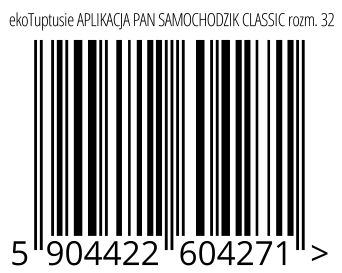 ekoTuptusie APLIKACJA PAN SAMOCHODZIK CLASSIC rozm. 32
5 904422 604271 >